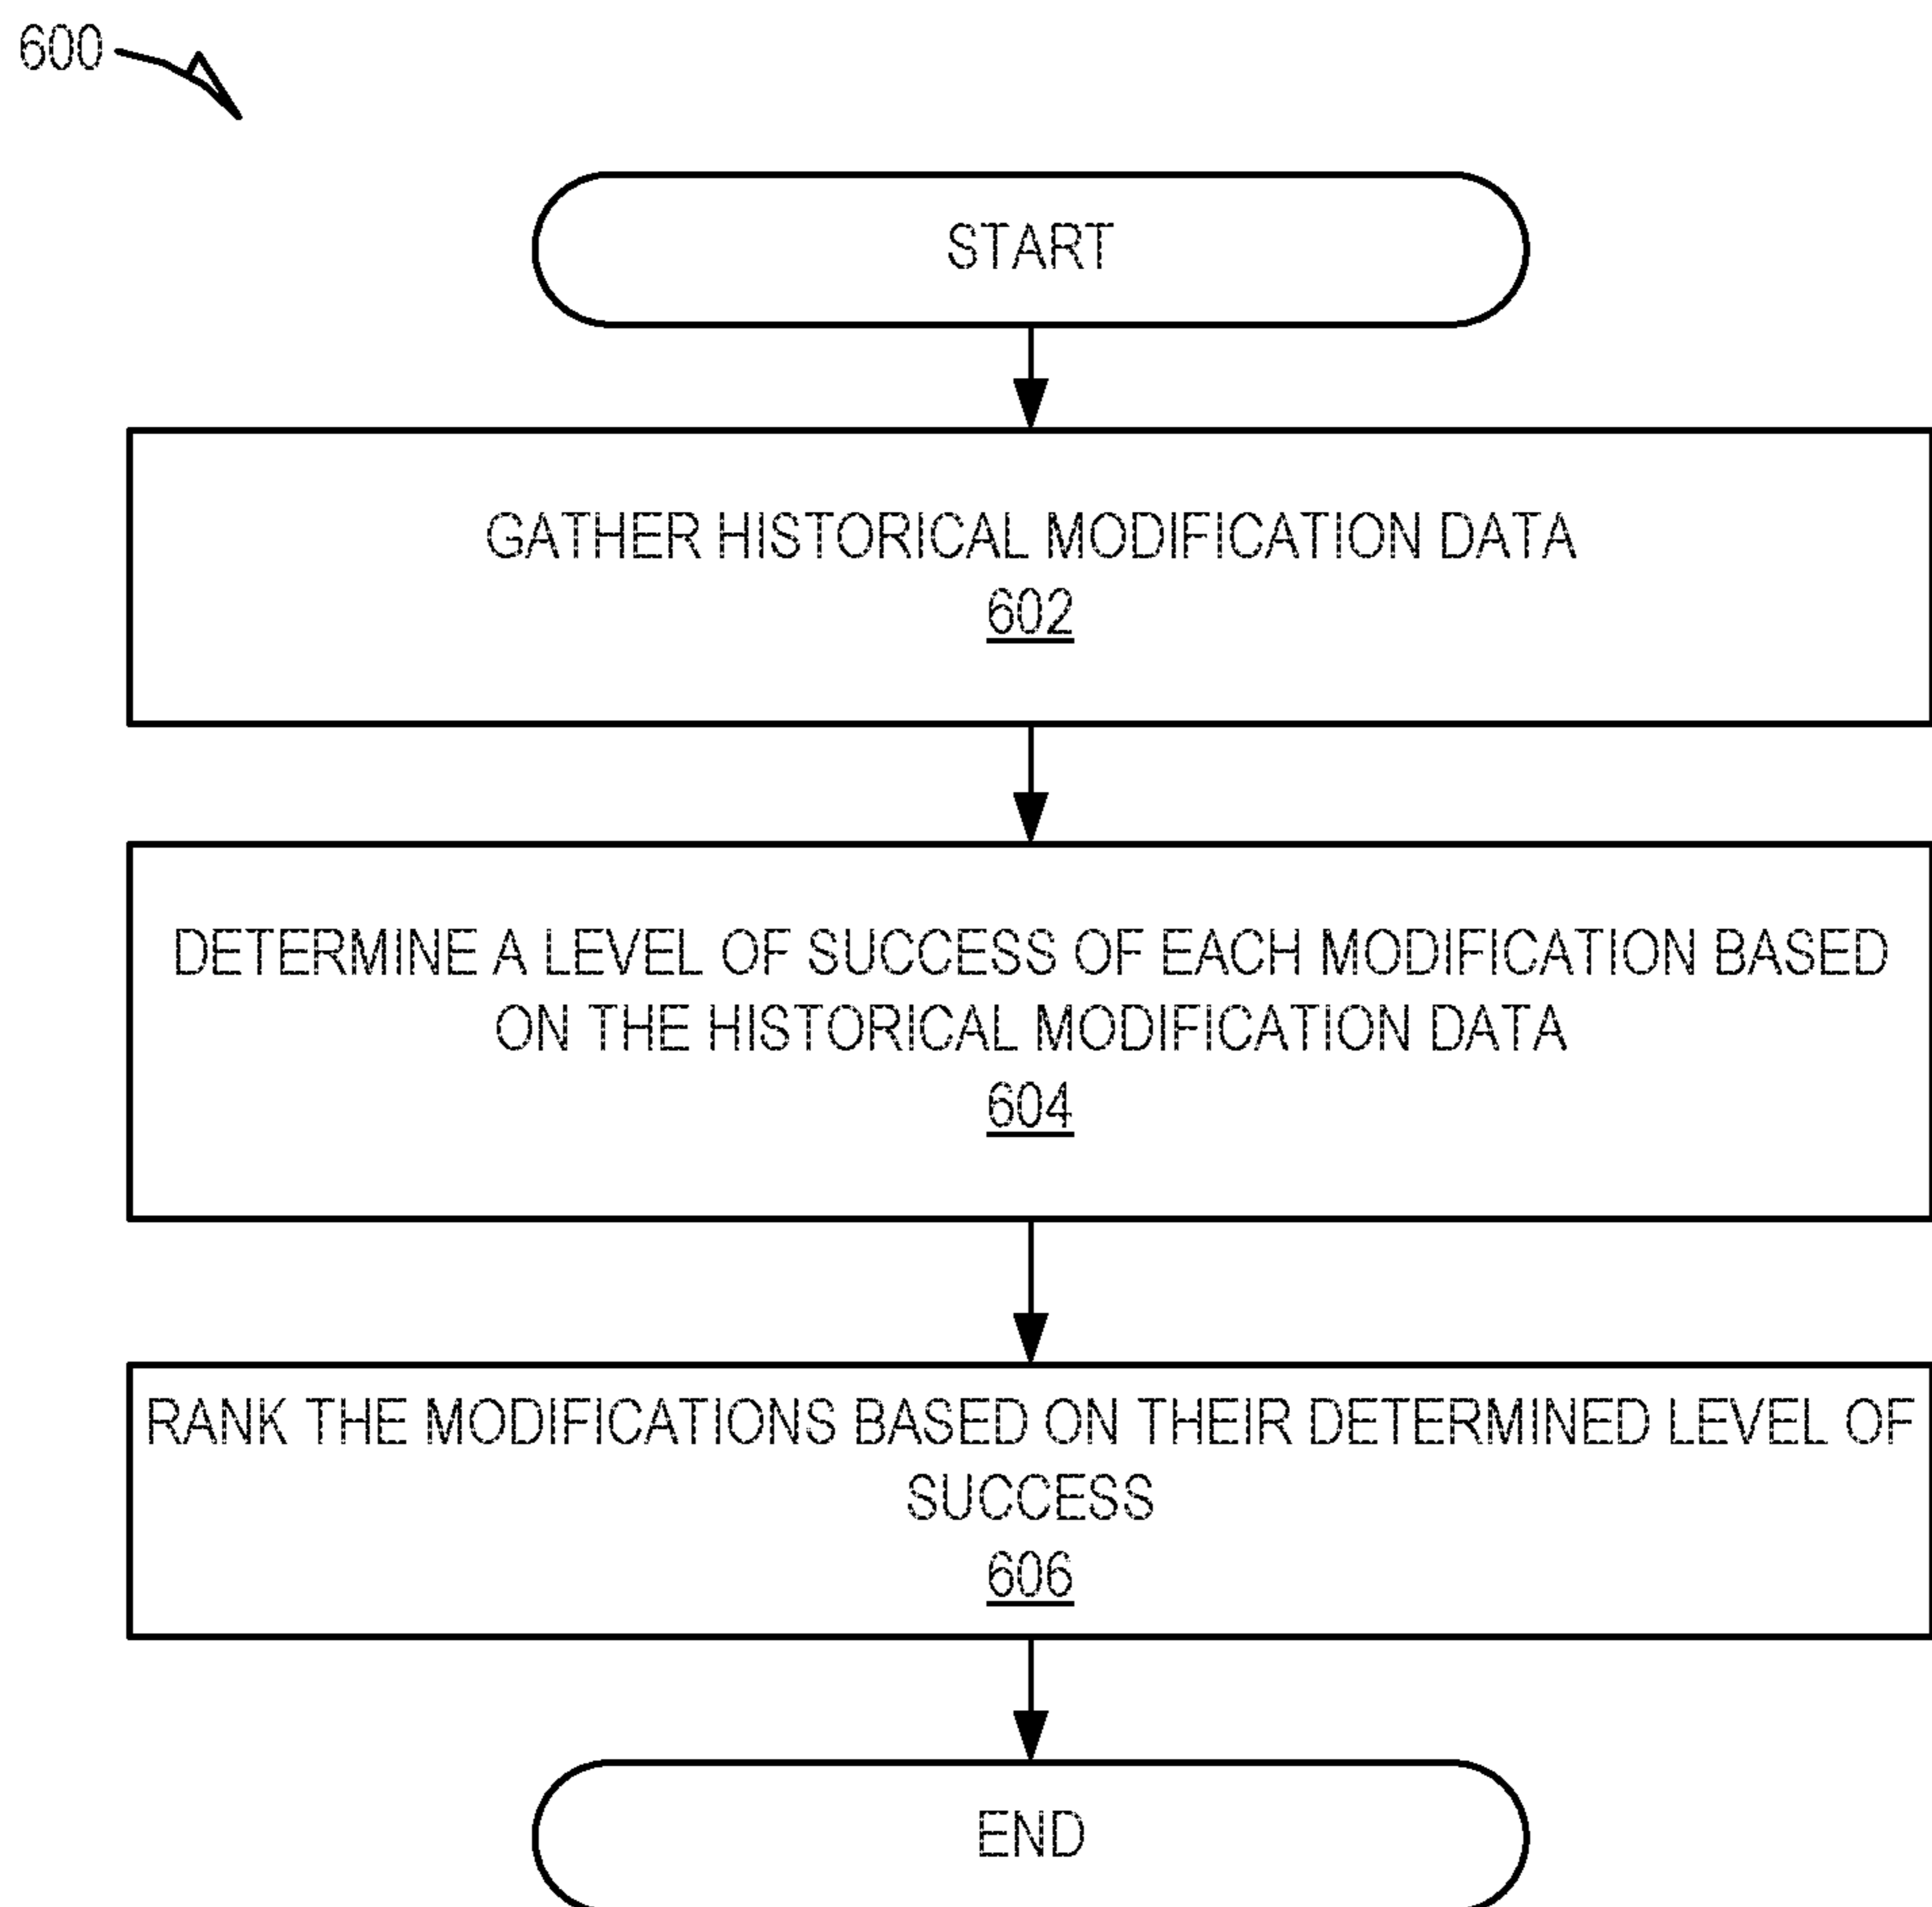 600
START
GATHER HISTORICAL MODIFICATION DATA
602
DETERMINE A LEVEL OF SUCCESS OF EACH MODIFICATION BASED
ON THE HISTORICAL MODIFICATION DATA
604
RANK THE MODIFICATIONS BASED ON THEIR DETERMINED LEVEL OF
SUCCESS
606
END